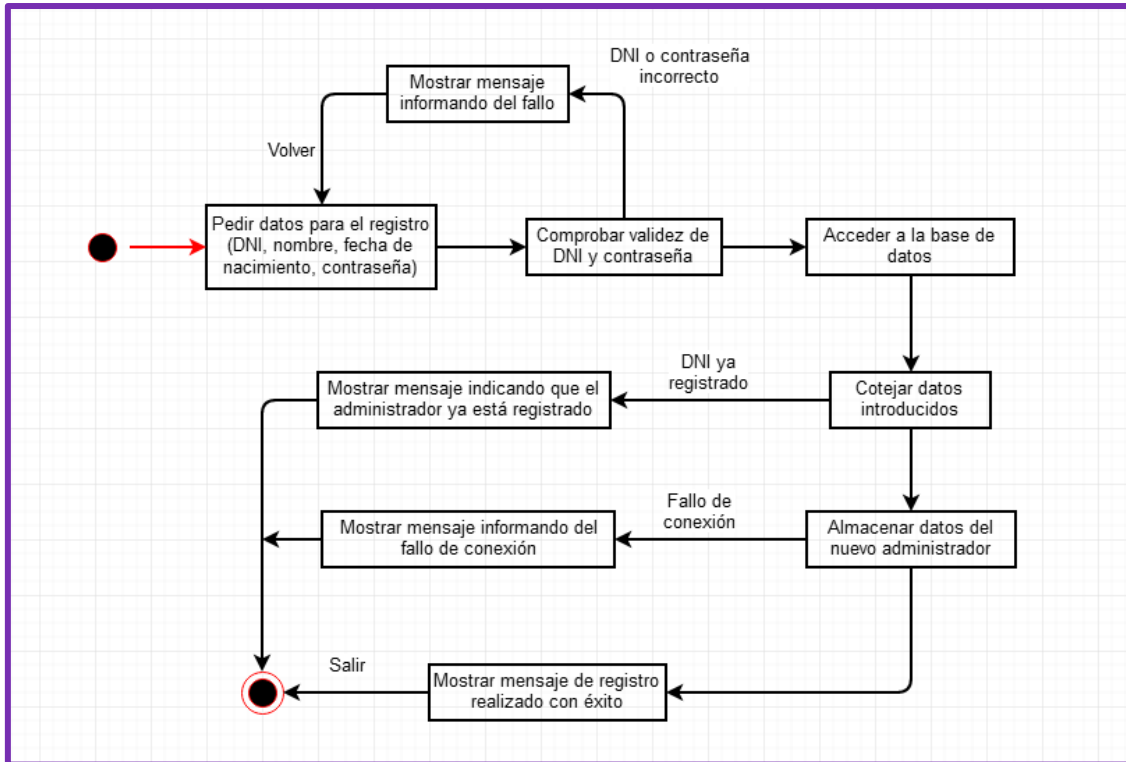 DNI o contraseña
incorrecto
Mostrar mensaje
informando del fallo
Volver
Pedir datos para el registro
(DNI, nombre, fecha de
nacimiento, contraseña)
Comprobar validez de
DNI y contraseña
Acceder a la base de
datos
DNI ya
registrado
Mostrar mensaje indicando que el
administrador ya está registrado
Cotejar datos
introducidos
Fallo de
conexión
Mostrar mensaje informando del
fallo de conexión
Almacenar datos del
nuevo administrador
Salir
Mostrar mensaje de registro
realizado con éxito